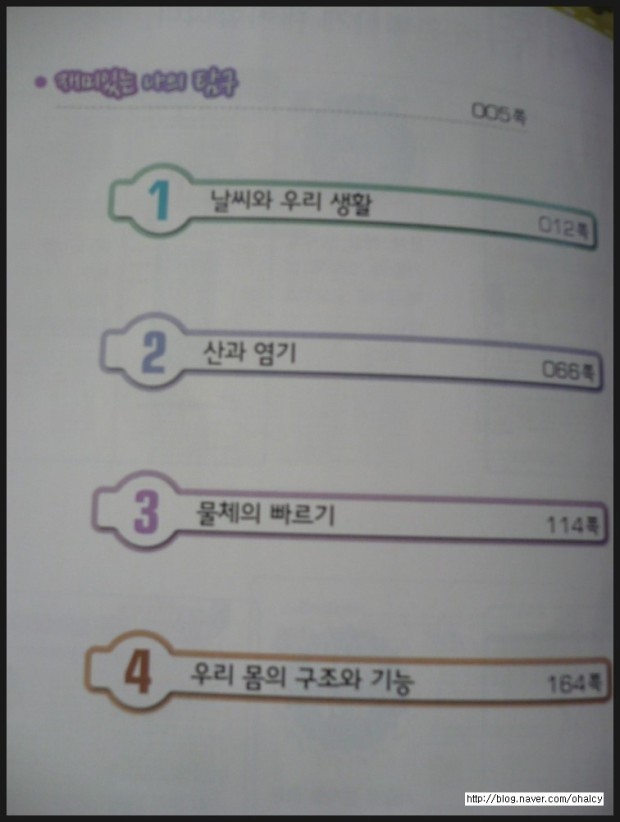 재미있는 나의 탐구
005쪽
1 날씨와 우리 생활
012쪽
2 산과 염기
066쪽
3 물체의 빠르기
114쪽
4 우리 몸의 구조와 기능
164쪽
http://blog.naver.com/ohalcy